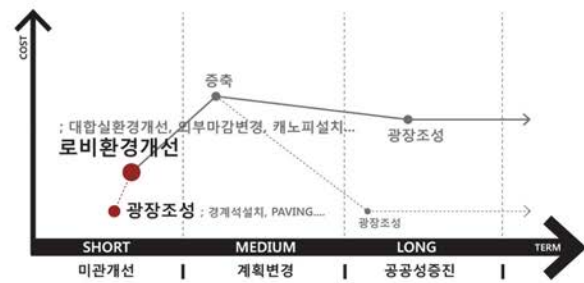 COST
증축
; 대합실환경개선, 외부마감변경, 캐노피설치...
로비환경개선
광장조성
광장조성 ; 경계석설치, PAVING....
광장조성
SHORT MEDIUM LONG TERM
미관개선 | 계획변경 | 공공성증진 |